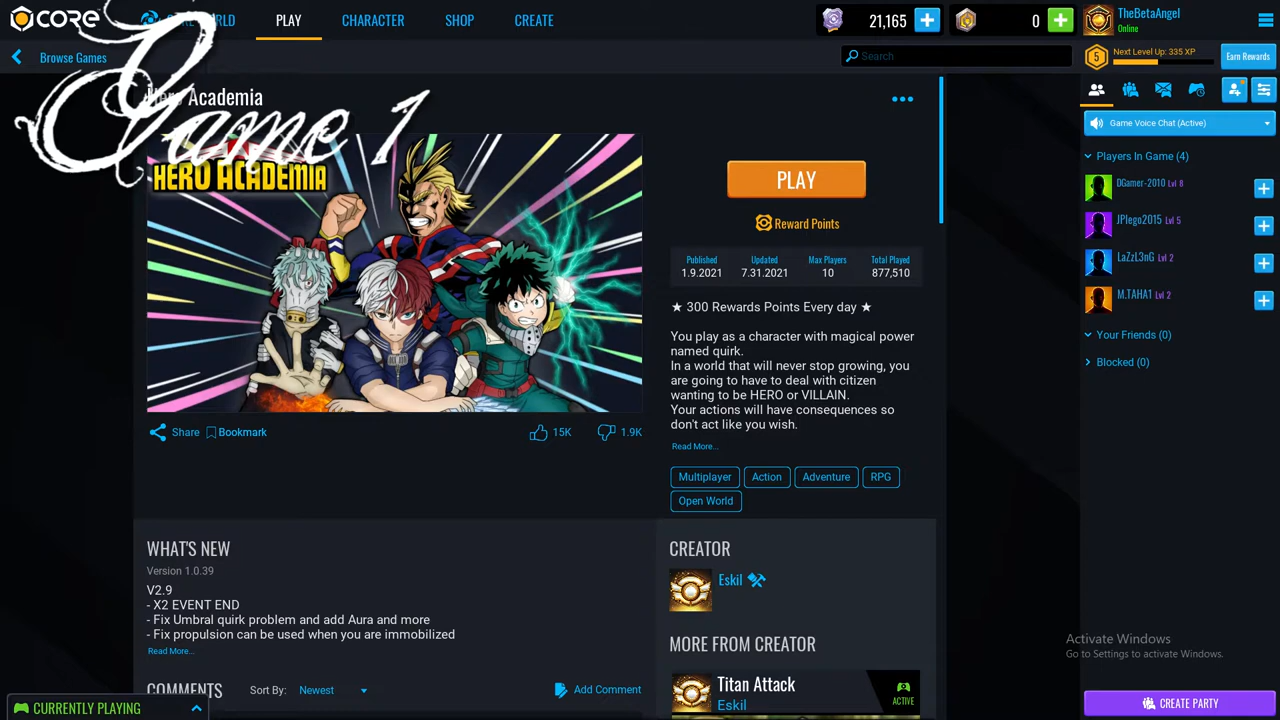 CORE
WORLD
PLAY
CHARACTER
SHOP
CREATE
21,165
0
TheBetaAngel
Online
Browse Games
Search
5
Next Level Up: 335 XP
Earn Rewards
Game 1
Hero Academia
HERO ACADEMIA
PLAY
Reward Points
Published
Updated
Max Players
Total Played
1.9.2021
7.31.2021
10
877,510
★ 300 Rewards Points Every day ★
You play as a character with magical power
named quirk.
In a world that will never stop growing, you
are going to have to deal with citizen
wanting to be HERO or VILLAIN.
Your actions will have consequences so
don't act like you wish.
Read More...
Share
Bookmark
15K
1.9K
Multiplayer
Action
Adventure
RPG
Open World
WHAT'S NEW
Version 1.0.39
V2.9
- X2 EVENT END
- Fix Umbral quirk problem and add Aura and more
- Fix propulsion can be used when you are immobilized
Read More...
COMMENTS
Sort By:
Newest
Add Comment
CREATOR
Eskil
MORE FROM CREATOR
Titan Attack
Eskil
ACTIVE
Game Voice Chat (Active)
Players In Game (4)
DGamer-2010 Lvl 8
JPlego2015 Lvl 5
LaZzL3nG Lvl 2
M.TAHA1 Lvl 2
Your Friends (0)
Blocked (0)
Activate Windows
Go to Settings to activate Windows.
CREATE PARTY
CURRENTLY PLAYING